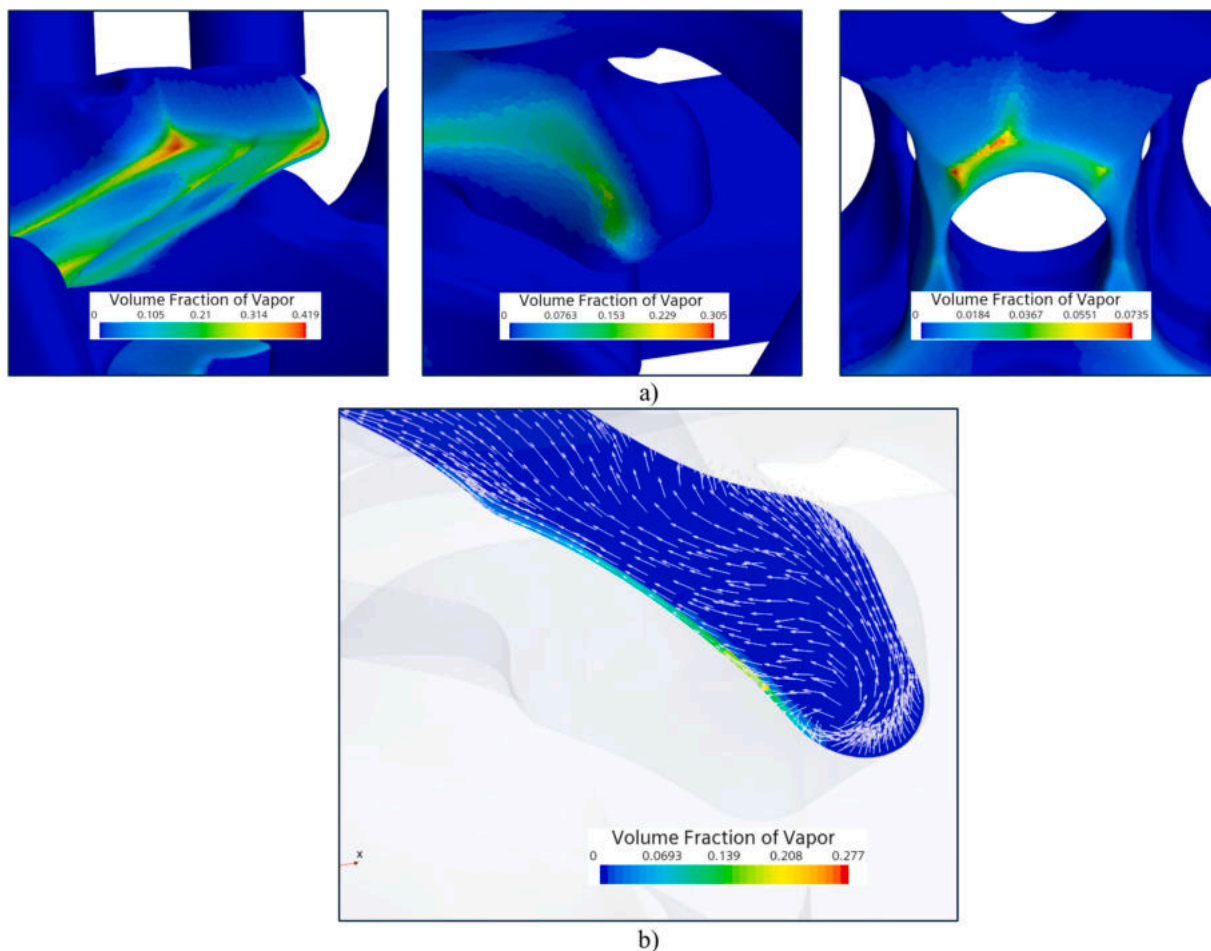 Volume Fraction of Vapor
0 0.105 0.21 0.314 0.419
Volume Fraction of Vapor
0 0.0763 0.153 0.229 0.305
Volume Fraction of Vapor
0 0.0184 0.0367 0.0551 0.0735
a)
Volume Fraction of Vapor
0 0.0693 0.139 0.208 0.277
x
b)